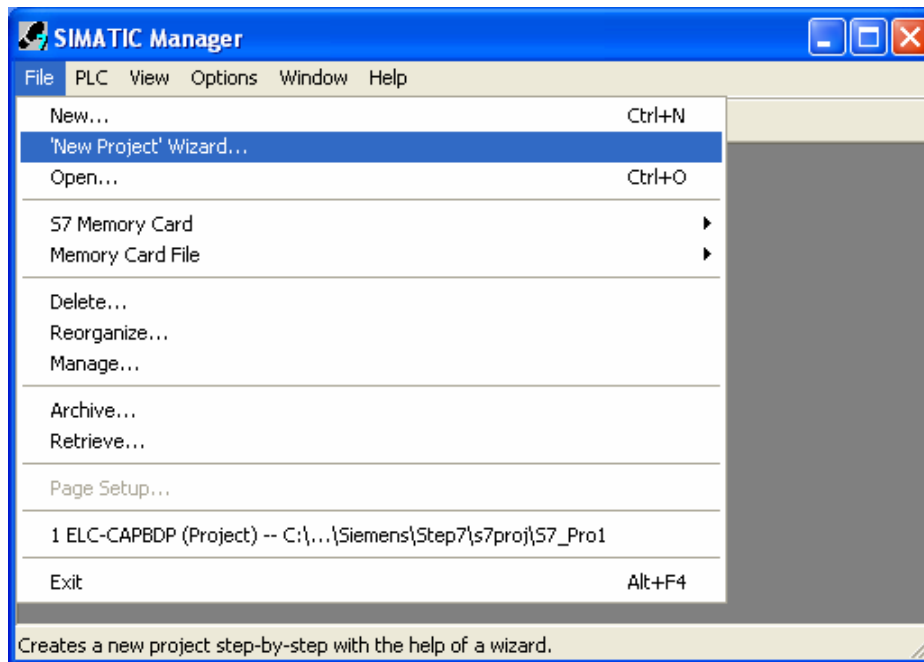 SIMATIC Manager
File PLC View Options Window Help
New... Ctrl+N
'New Project' Wizard...
Open... Ctrl+O
S7 Memory Card
Memory Card File
Delete...
Reorganize...
Manage...
Archive...
Retrieve...
Page Setup...
1 ELC-CAPBDP (Project) -- C:\...\Siemens\Step7\s7proj\S7_Pro1
Exit Alt+F4
Creates a new project step-by-step with the help of a wizard.